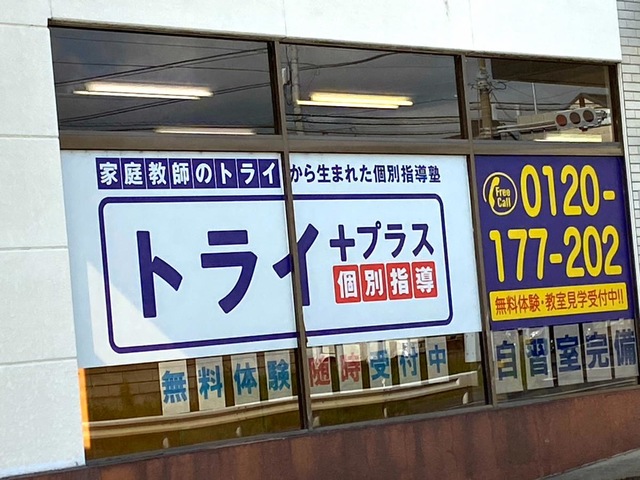 家庭教師のトライから生まれた個別指導塾
トライ+プラス
個別指導
Free Call
0120-
177-202
無料体験・教室見学受付中!!
無料体験 随時受付中
自習室完備